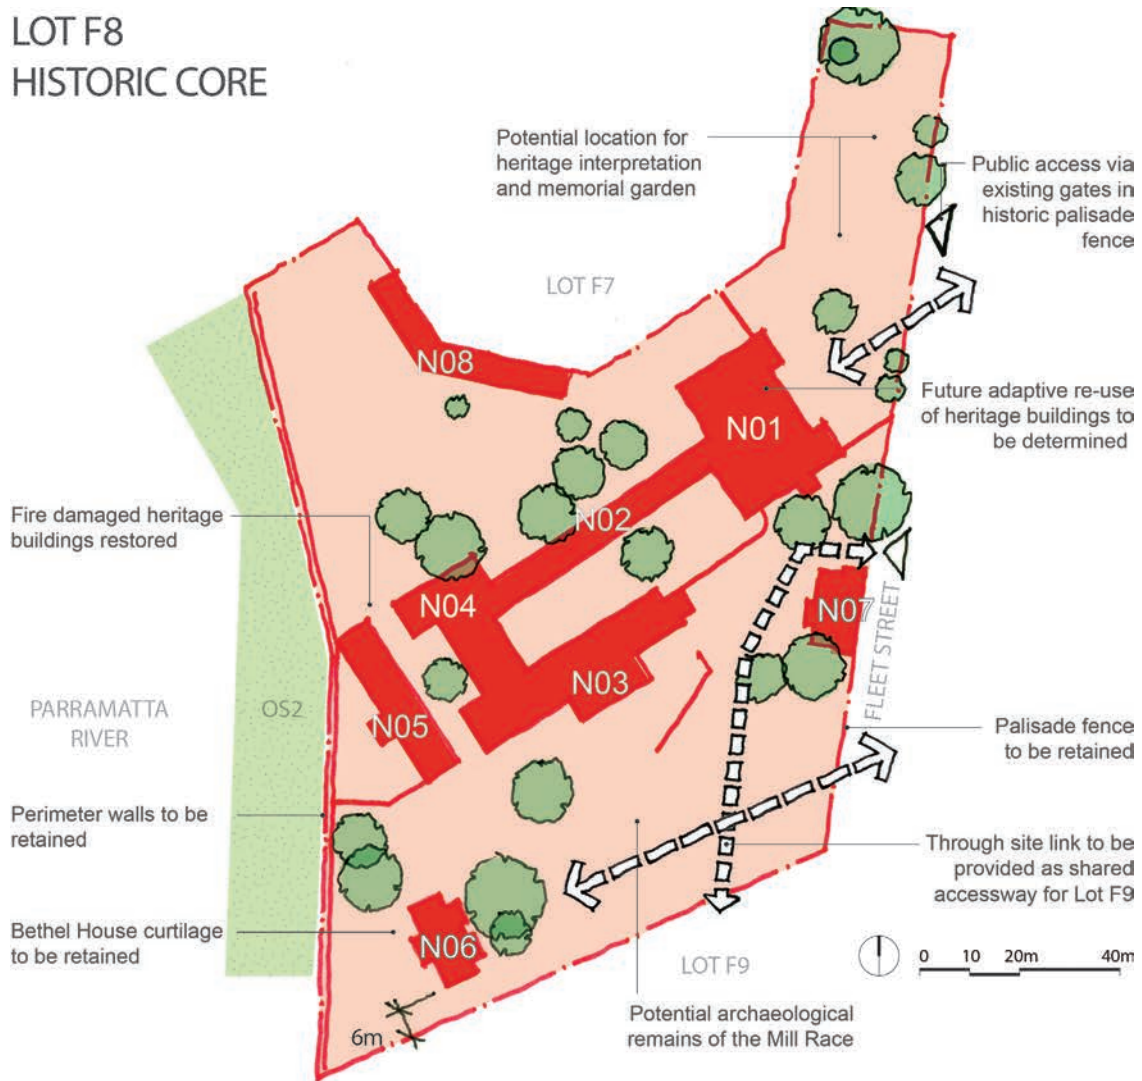 LOT F8
HISTORIC CORE
Potential location for
heritage interpretation
and memorial garden
Public access via
existing gates in
historic palisade
fence
LOT F7
N08
N01
Future adaptive re-use
of heritage buildings to
be determined
Fire damaged heritage
buildings restored
N02
N04
N07
N03
FLEET STREET
PARRAMATTA
RIVER
OS2
N05
Palisade fence
to be retained
Perimeter walls to be
retained
Through site link to be
provided as shared
accessway for Lot F9
Bethel House curtilage
to be retained
N06
LOT F9
0 10 20m 40m
Potential archaeological
remains of the Mill Race
6m